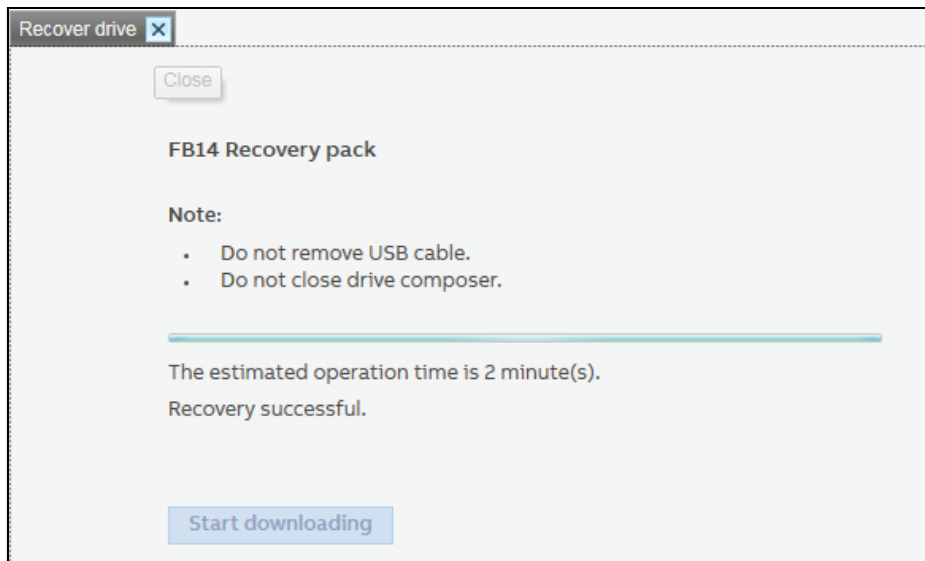 Recover drive
Close
FB14 Recovery pack
Note:
• Do not remove USB cable.
• Do not close drive composer.
The estimated operation time is 2 minute(s).
Recovery successful.
Start downloading